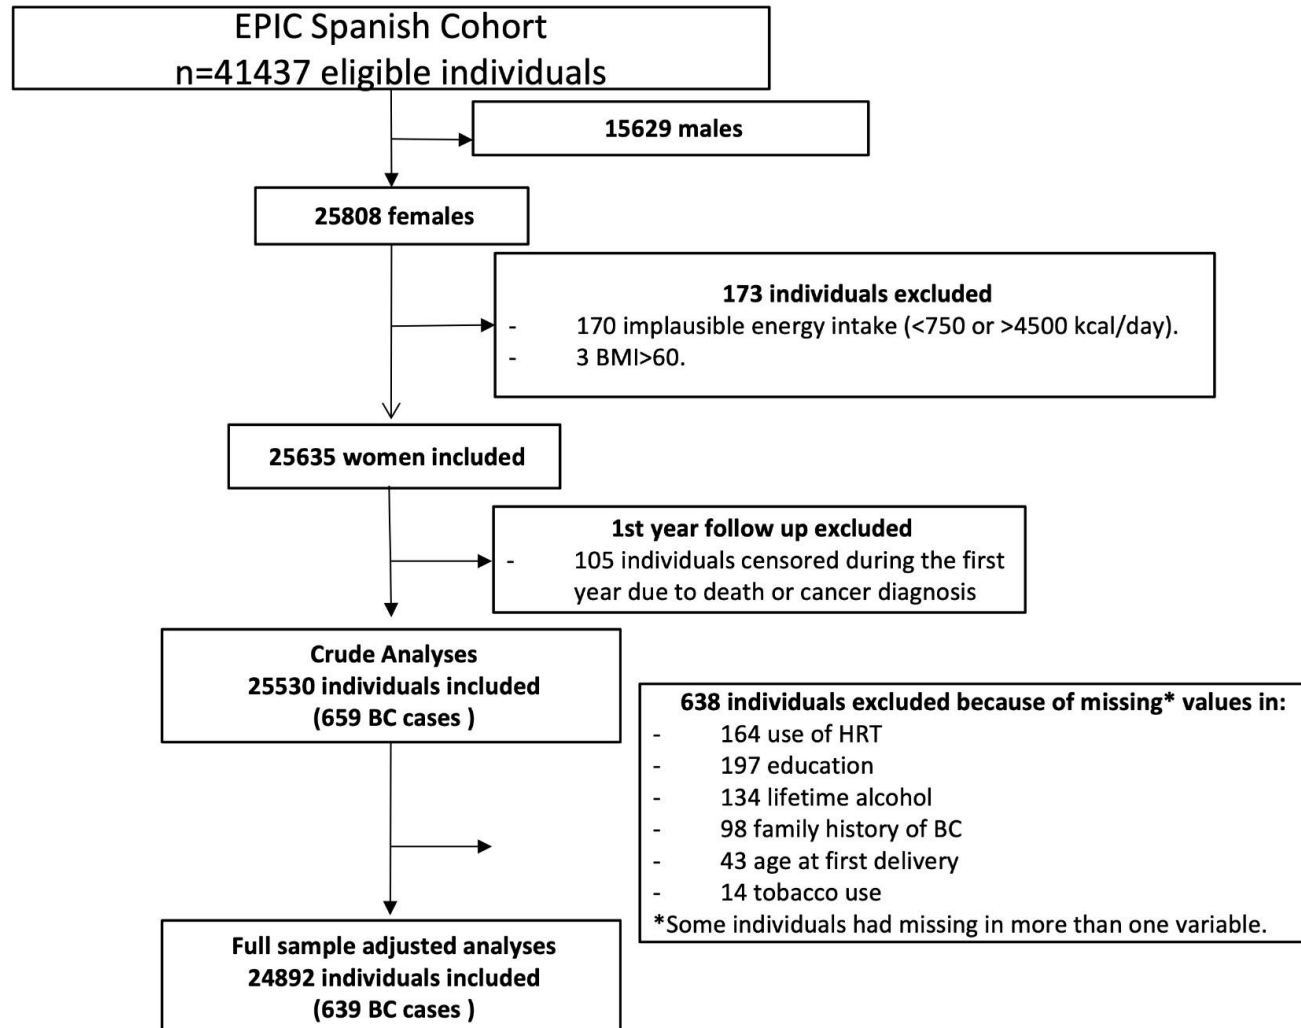 EPIC Spanish Cohort
n=41437 eligible individuals
15629 males
25808 females
173 individuals excluded
- 170 implausible energy intake (<750 or >4500 kcal/day).
- 3 BMI>60.
25635 women included
1st year follow up excluded
- 105 individuals censored during the first
year due to death or cancer diagnosis
Crude Analyses
25530 individuals included
(659 BC cases )
638 individuals excluded because of missing* values in:
- 164 use of HRT
- 197 education
- 134 lifetime alcohol
- 98 family history of BC
- 43 age at first delivery
- 14 tobacco use
*Some individuals had missing in more than one variable.
Full sample adjusted analyses
24892 individuals included
(639 BC cases )